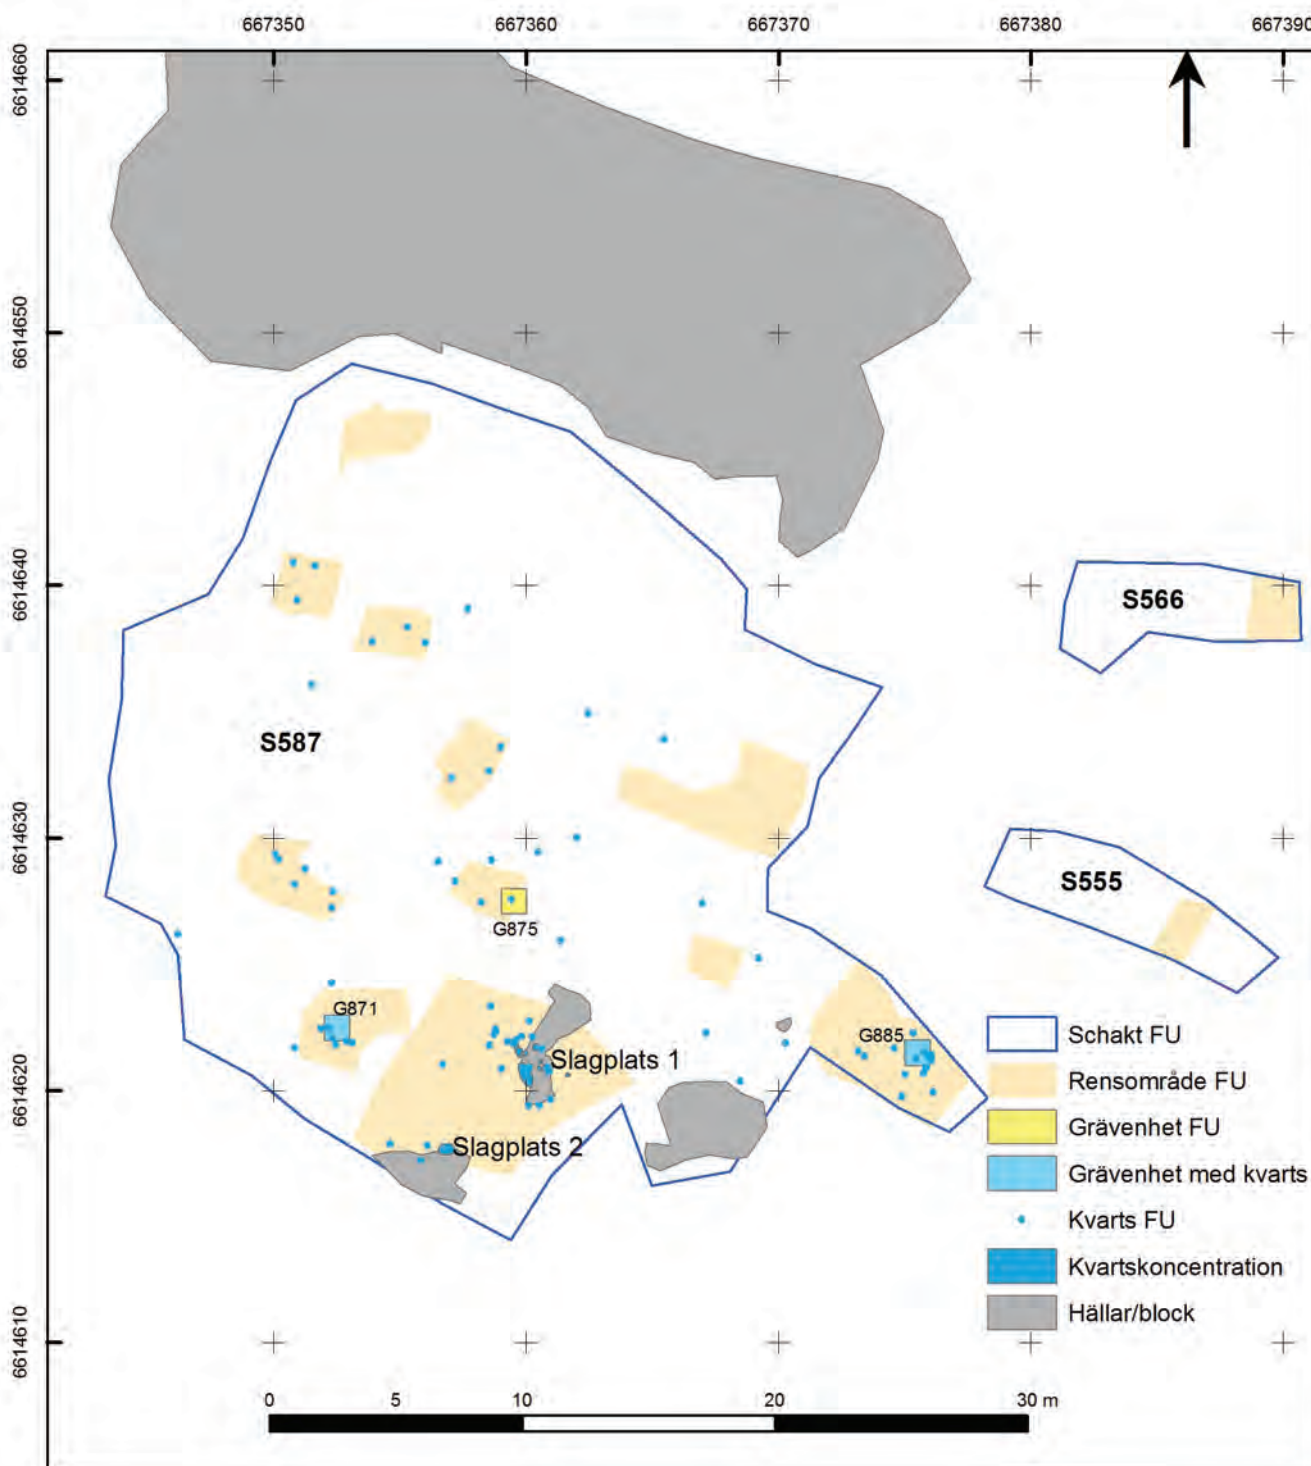 667350 667360 667370 667380 667390
6614660
6614650
6614640
6614630
6614620
6614610
S566
S587
S555
G875
G871
G885
Slagplats 1
Slagplats 2
Schakt FU
Rensområde FU
Grävenhet FU
Grävenhet med kvarts
Kvarts FU
Kvartskoncentration
Hällar/block
0 5 10 20 30 m